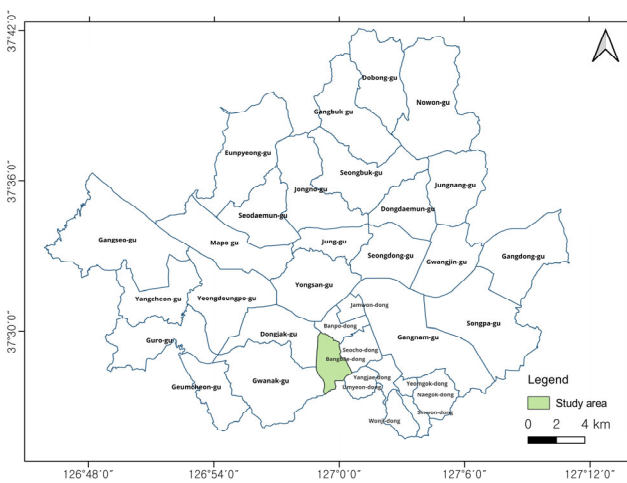 37°42'0"
Dobong-gu
Nowon-gu
Gangbuk-gu
Eunpyeong-gu
Seongbuk-gu
37°36'0"
Jongno-gu
Jungnang-gu
Seodaemun-gu
Dongdaemun-gu
Gangseo-gu
Mapo-gu
Jung-gu
Seongdong-gu
Gwangjin-gu
Gangdong-gu
Yongsan-gu
Yangcheon-gu
Yeongdeungpo-gu
Jamwon-dong
Songpa-gu
Banpo-dong
37°30'0"
Dongjak-gu
Gangnam-gu
Guro-gu
Seocho-dong
Bangbae-dong
Yangjae-dong
Legend
Geumcheon-gu
Gwanak-gu
Umyeon-dong
Yeomgok-dong
Naegok-dong
Study area
Sinwon-dong
Wonji-dong
0 2 4 km
126°48'0" 126°54'0" 127°0'0" 127°6'0" 127°12'0"